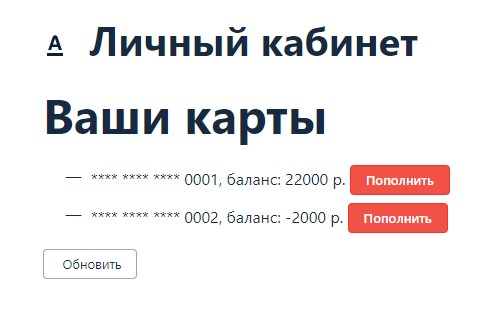 А Личный кабинет
Ваши карты
— **** **** **** 0001, баланс: 22000 р. Пополнить
— **** **** **** 0002, баланс: -2000 р. Пополнить
Обновить